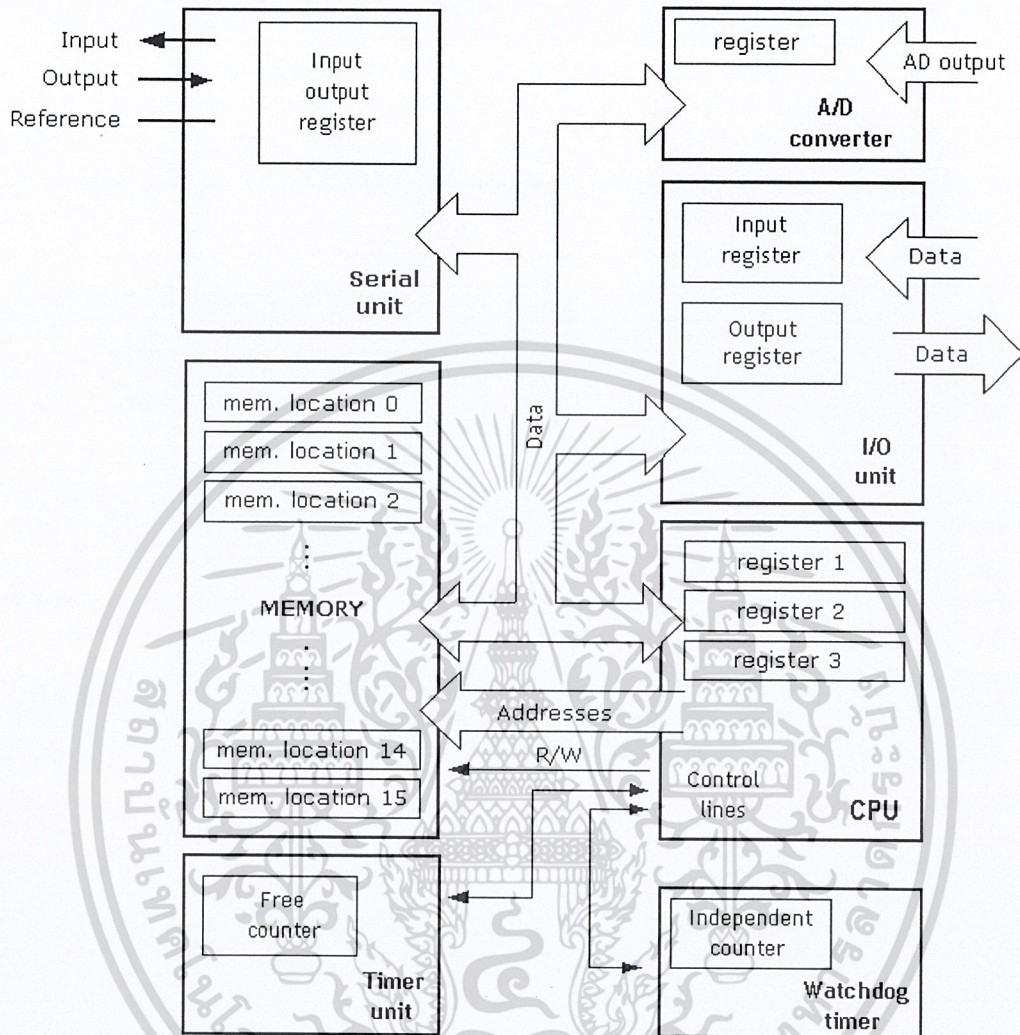 Input
Output
Reference
Input
output
register
Serial
unit
register
AD output
A/D
converter
Input
register
Data
Output
register
Data
I/O
unit
Data
mem. location 0
mem. location 1
mem. location 2
MEMORY
mem. location 14
mem. location 15
register 1
register 2
register 3
Addresses
R/W
Control
lines
CPU
Free
counter
Timer
unit
Independent
counter
Watchdog
timer